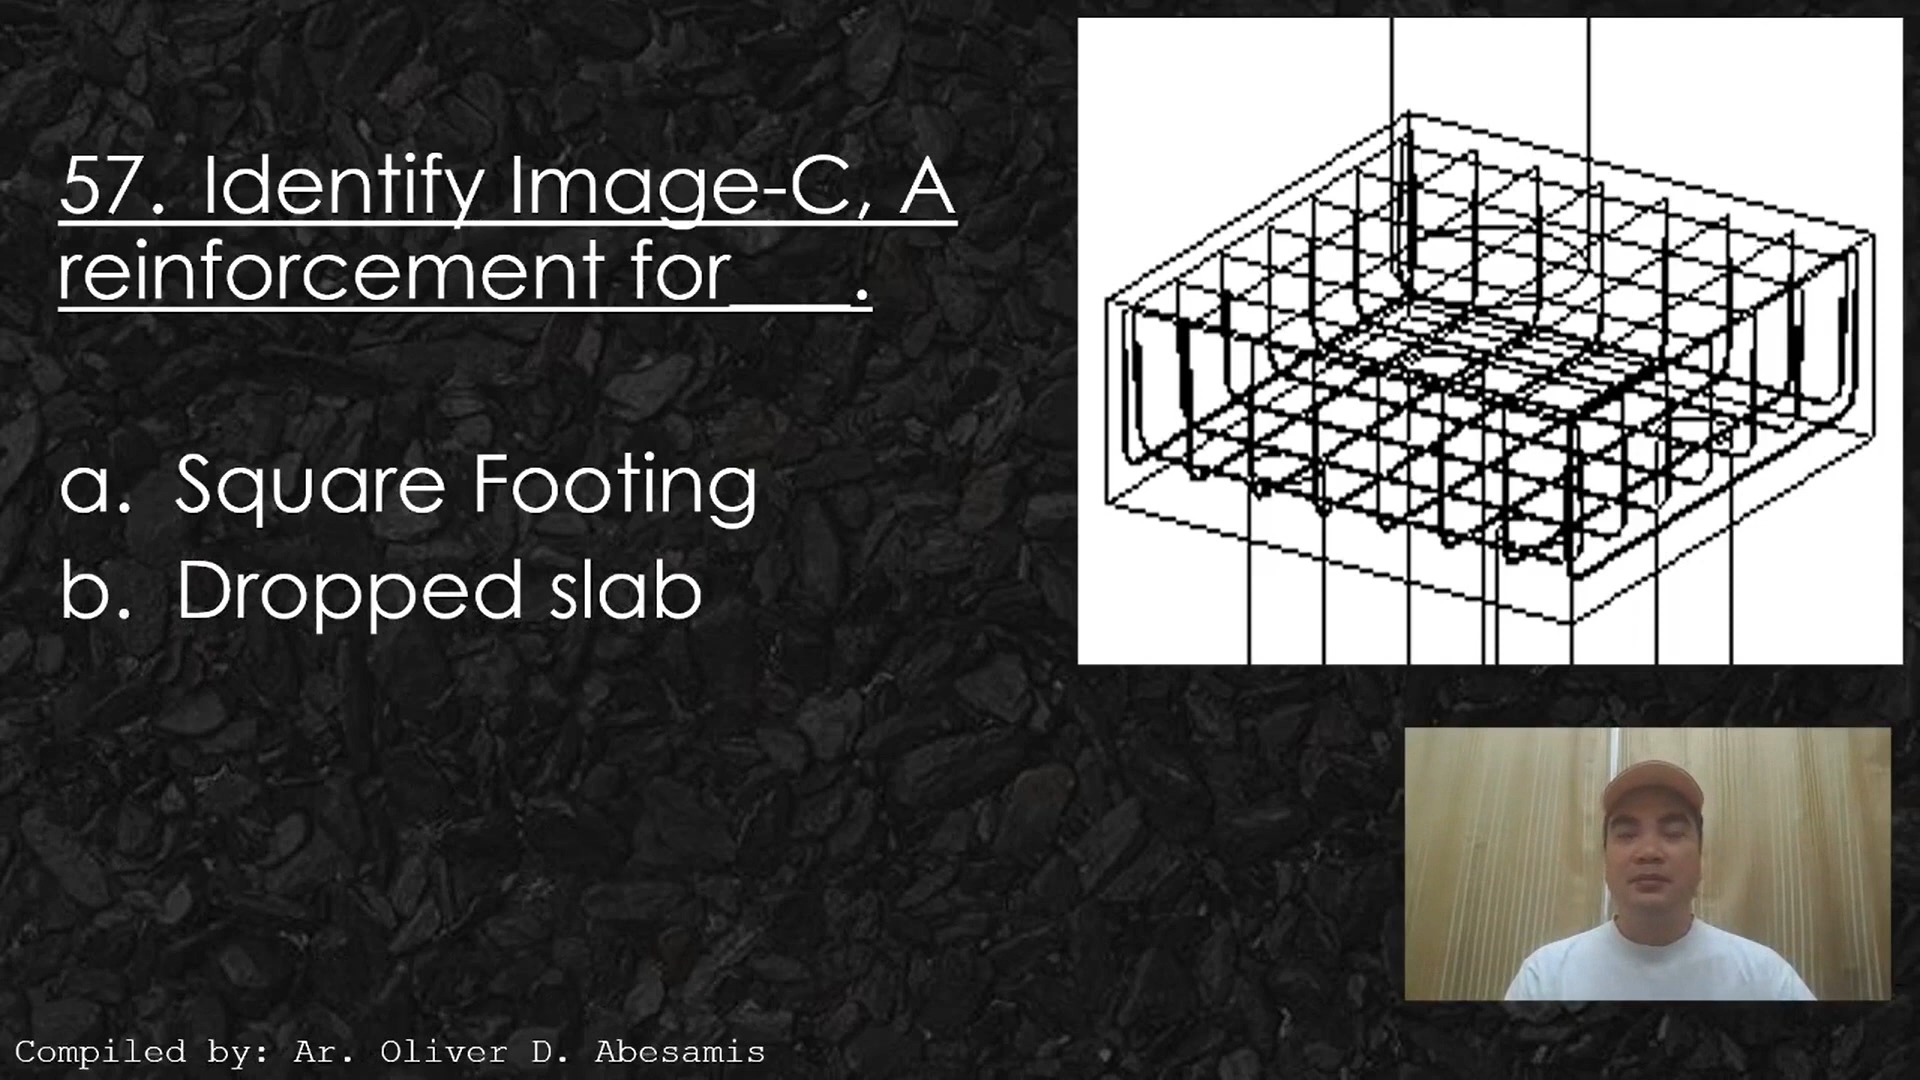 57. Identify Image-C, A
reinforcement for___.
a. Square Footing
b. Dropped slab
Compiled by: Ar. Oliver D. Abesamis